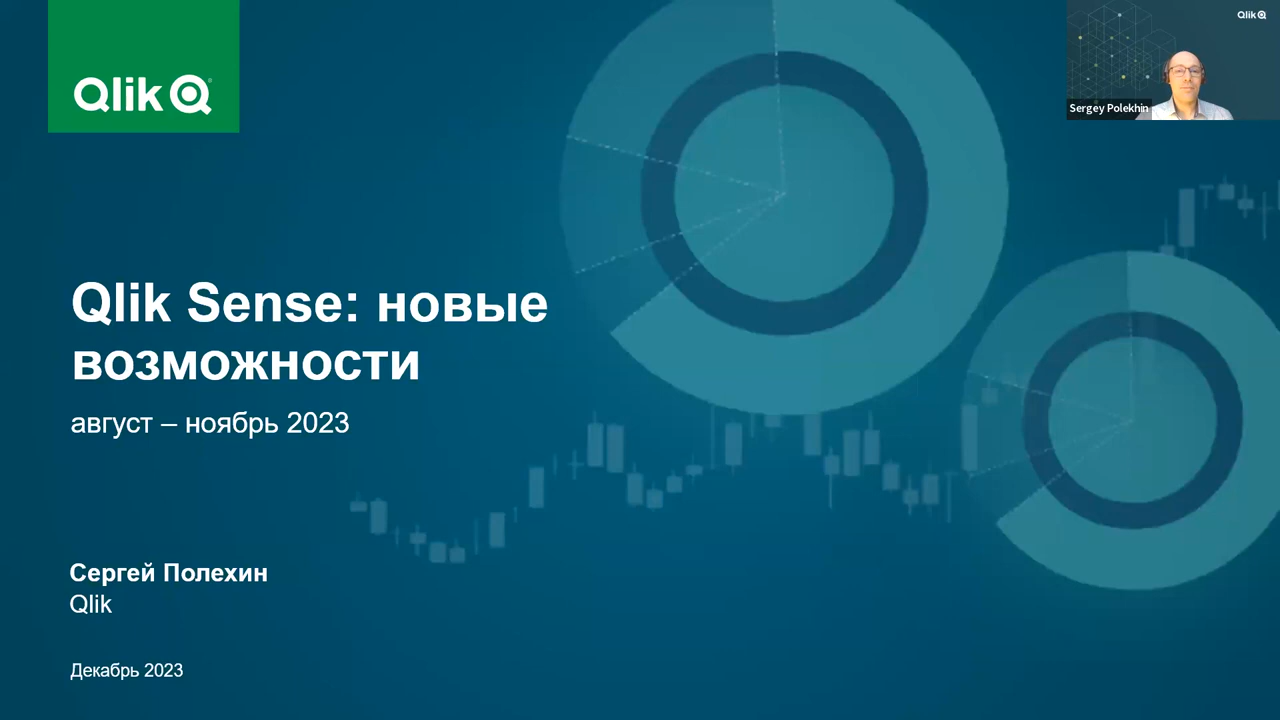 Qlik
Qlik
Sergey Polekhin
Qlik Sense: новые
возможности
август – ноябрь 2023
Сергей Полехин
Qlik
Декабрь 2023